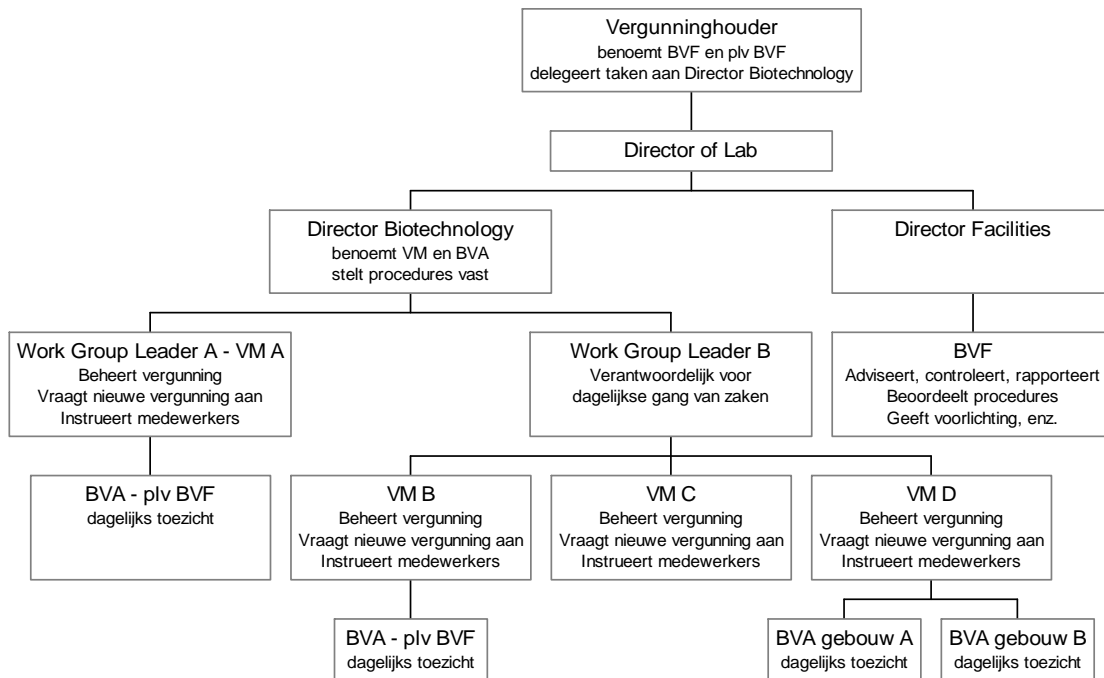 Vergunninghouder
benoemt BVF en plv BVF
delegeert taken aan Director Biotechnology
Director of Lab
Director Biotechnology
benoemt VM en BVA
stelt procedures vast
Director Facilities
Work Group Leader A - VM A
Beheert vergunning
Vraagt nieuwe vergunning aan
Instrueert medewerkers
Work Group Leader B
Verantwoordelijk voor
dagelijkse gang van zaken
BVF
Adviseert, controleert, rapporteert
Beoordeelt procedures
Geeft voorlichting, enz.
BVA - plv BVF
dagelijks toezicht
VM B
Beheert vergunning
Vraagt nieuwe vergunning aan
Instrueert medewerkers
VM C
Beheert vergunning
Vraagt nieuwe vergunning aan
Instrueert medewerkers
VM D
Beheert vergunning
Vraagt nieuwe vergunning aan
Instrueert medewerkers
BVA - plv BVF
dagelijks toezicht
BVA gebouw A
dagelijks toezicht
BVA gebouw B
dagelijks toezicht